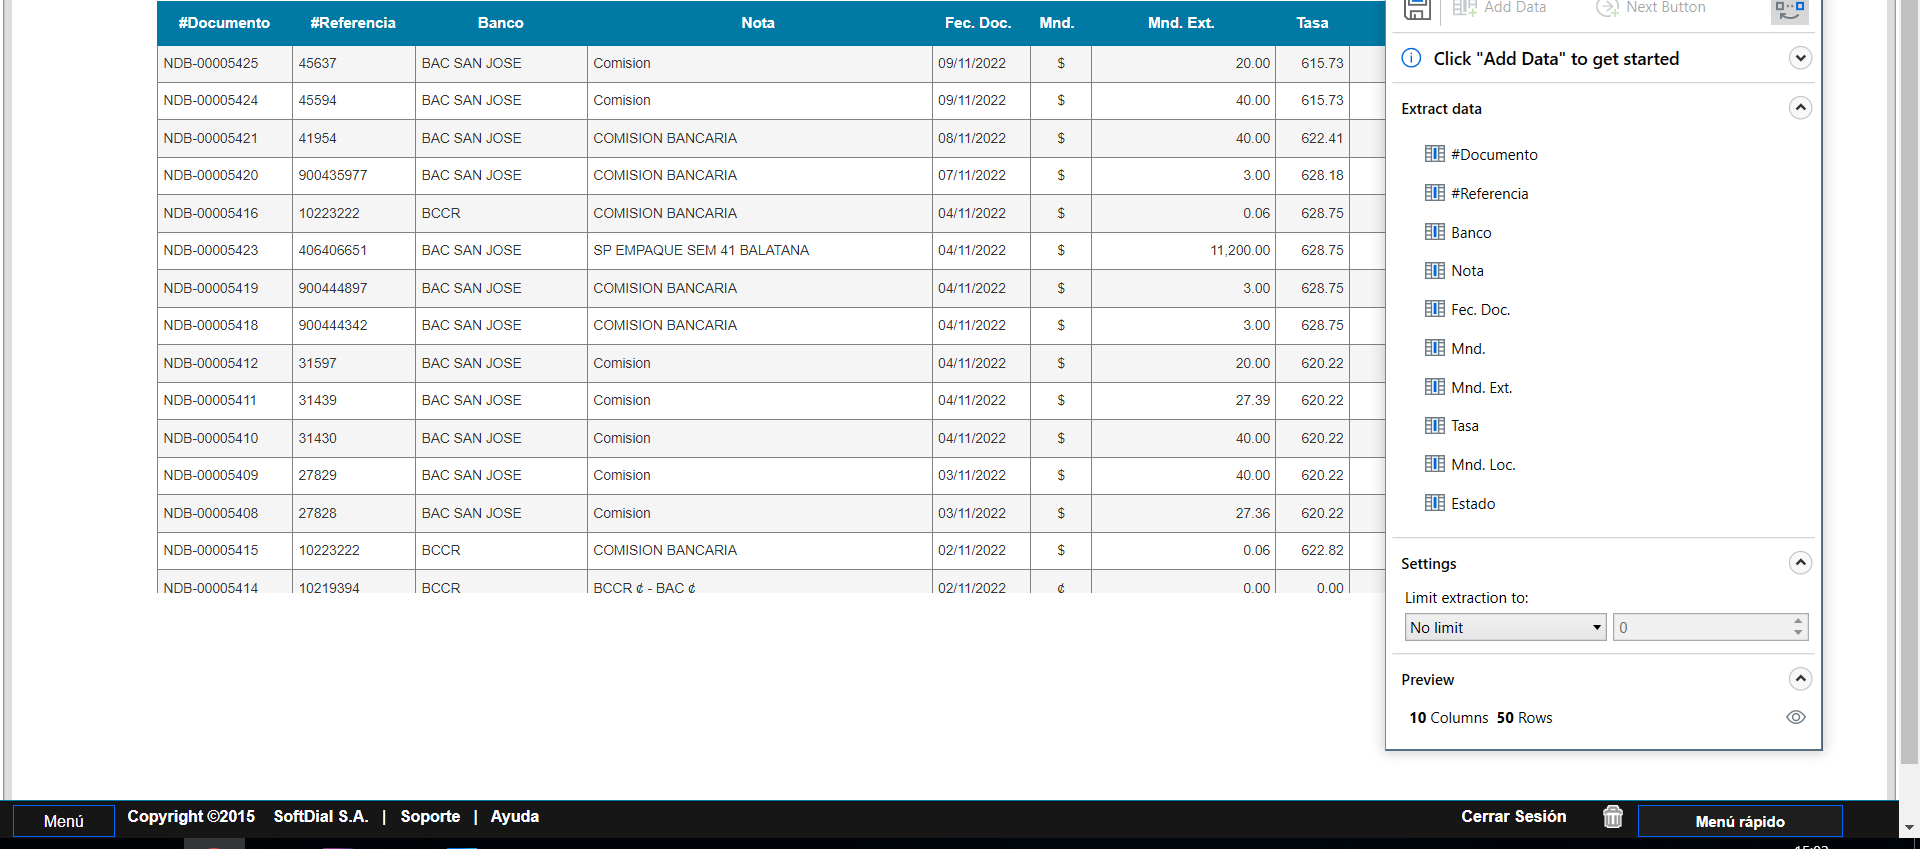 #Documento #Referencia Banco Nota Fec. Doc. Mnd. Mnd. Ext. Tasa
NDB-00005425 45637 BAC SAN JOSE Comision 09/11/2022 $ 20.00 615.73
NDB-00005424 45594 BAC SAN JOSE Comision 09/11/2022 $ 40.00 615.73
NDB-00005421 41954 BAC SAN JOSE COMISION BANCARIA 08/11/2022 $ 40.00 622.41
NDB-00005420 900435977 BAC SAN JOSE COMISION BANCARIA 07/11/2022 $ 3.00 628.18
NDB-00005416 10223222 BCCR COMISION BANCARIA 04/11/2022 $ 0.06 628.75
NDB-00005423 406406651 BAC SAN JOSE SP EMPAQUE SEM 41 BALATANA 04/11/2022 $ 11,200.00 628.75
NDB-00005419 900444897 BAC SAN JOSE COMISION BANCARIA 04/11/2022 $ 3.00 628.75
NDB-00005418 900444342 BAC SAN JOSE COMISION BANCARIA 04/11/2022 $ 3.00 628.75
NDB-00005412 31597 BAC SAN JOSE Comision 04/11/2022 $ 20.00 620.22
NDB-00005411 31439 BAC SAN JOSE Comision 04/11/2022 $ 27.39 620.22
NDB-00005410 31430 BAC SAN JOSE Comision 04/11/2022 $ 40.00 620.22
NDB-00005409 27829 BAC SAN JOSE Comision 03/11/2022 $ 40.00 620.22
NDB-00005408 27828 BAC SAN JOSE Comision 03/11/2022 $ 27.36 620.22
NDB-00005415 10223222 BCCR COMISION BANCARIA 02/11/2022 $ 0.06 622.82
NDB-00005414 10219394 BCCR BCCR ¢ - BAC ¢ 02/11/2022 ¢ 0.00 0.00
Add Data Next Button
Click "Add Data" to get started
Extract data
#Documento
#Referencia
Banco
Nota
Fec. Doc.
Mnd.
Mnd. Ext.
Tasa
Mnd. Loc.
Estado
Settings
Limit extraction to:
No limit 0
Preview
10 Columns 50 Rows
Menú Copyright ©2015 SoftDial S.A. | Soporte | Ayuda Cerrar Sesión Menú rápido